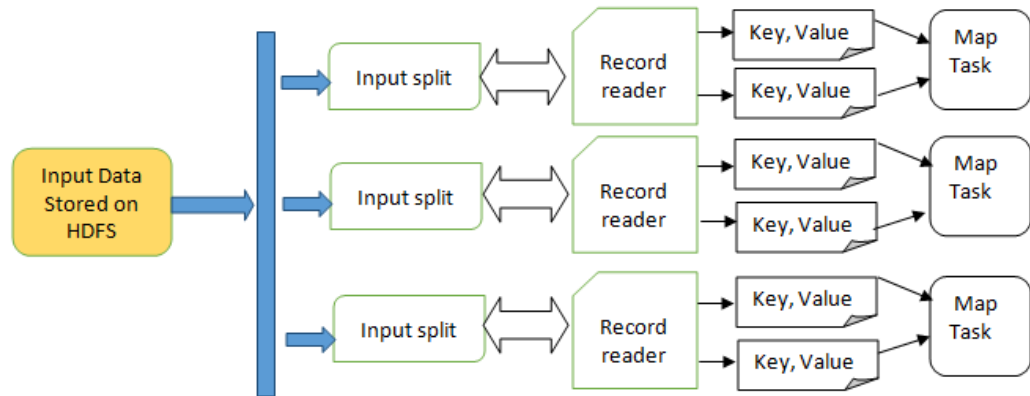 Input Data
Stored on
HDFS
Input split
Record
reader
Key, Value
Key, Value
Map
Task
Input split
Record
reader
Key, Value
Key, Value
Map
Task
Input split
Record
reader
Key, Value
Key, Value
Map
Task